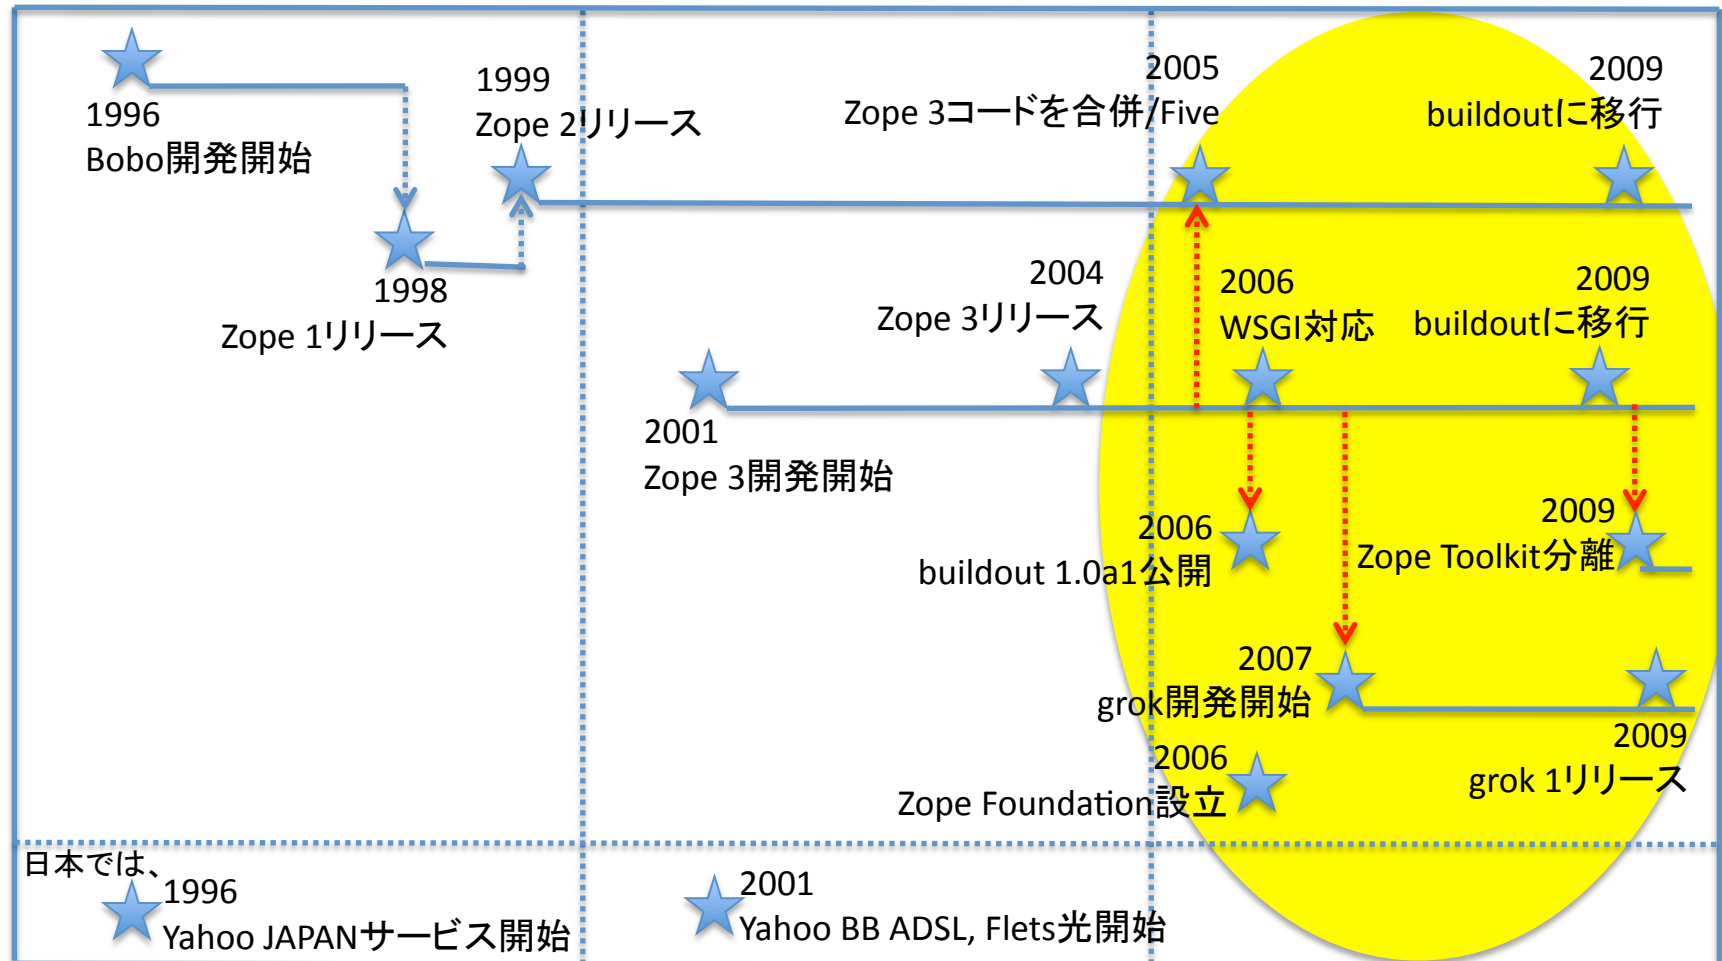 1996
Bobo開発開始
1999
Zope 2リリース
1998
Zope 1リリース
2005
Zope 3コードを合併/Five
2009
buildoutに移行
2004
Zope 3リリース
2006
WSGI対応
2009
buildoutに移行
2001
Zope 3開発開始
2006
buildout 1.0a1公開
2009
Zope Toolkit分離
2007
grok開発開始
2009
grok 1リリース
2006
Zope Foundation設立
日本では、
1996
Yahoo JAPANサービス開始
2001
Yahoo BB ADSL, Flets光開始